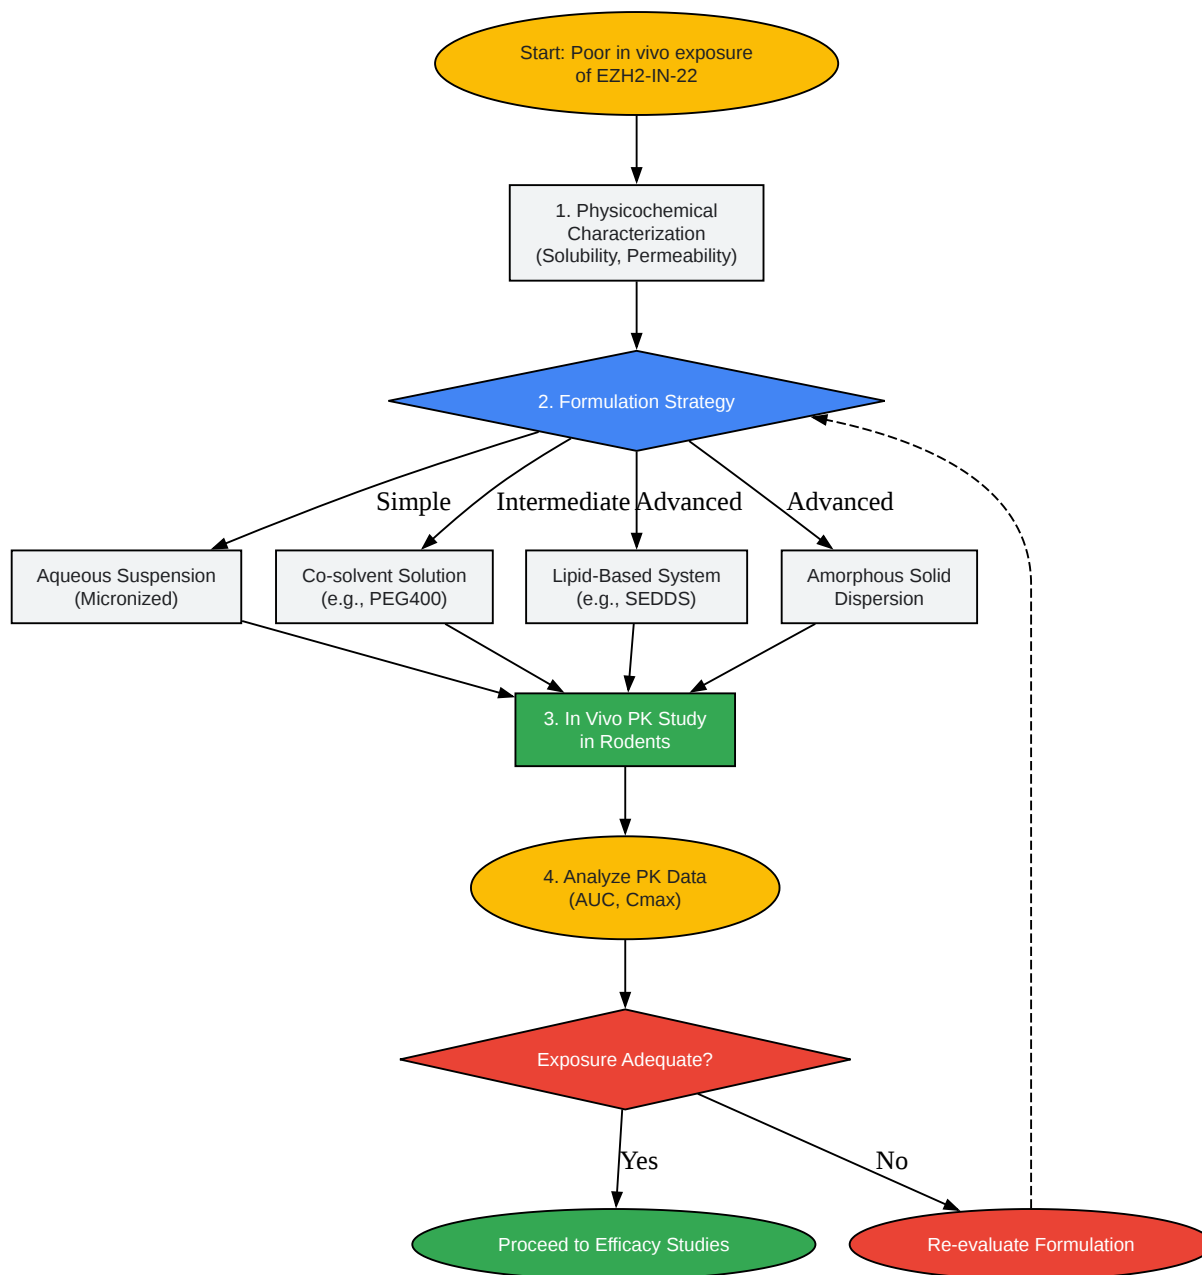 Start: Poor in vivo exposure
of EZH2-IN-22
1. Physicochemical
Characterization
(Solubility, Permeability)
2. Formulation Strategy
Simple
Intermediate
Advanced
Advanced
Aqueous Suspension
(Micronized)
Co-solvent Solution
(e.g., PEG400)
Lipid-Based System
(e.g., SEDDS)
Amorphous Solid
Dispersion
3. In Vivo PK Study
in Rodents
4. Analyze PK Data
(AUC, Cmax)
Exposure Adequate?
Yes
No
Proceed to Efficacy Studies
Re-evaluate Formulation